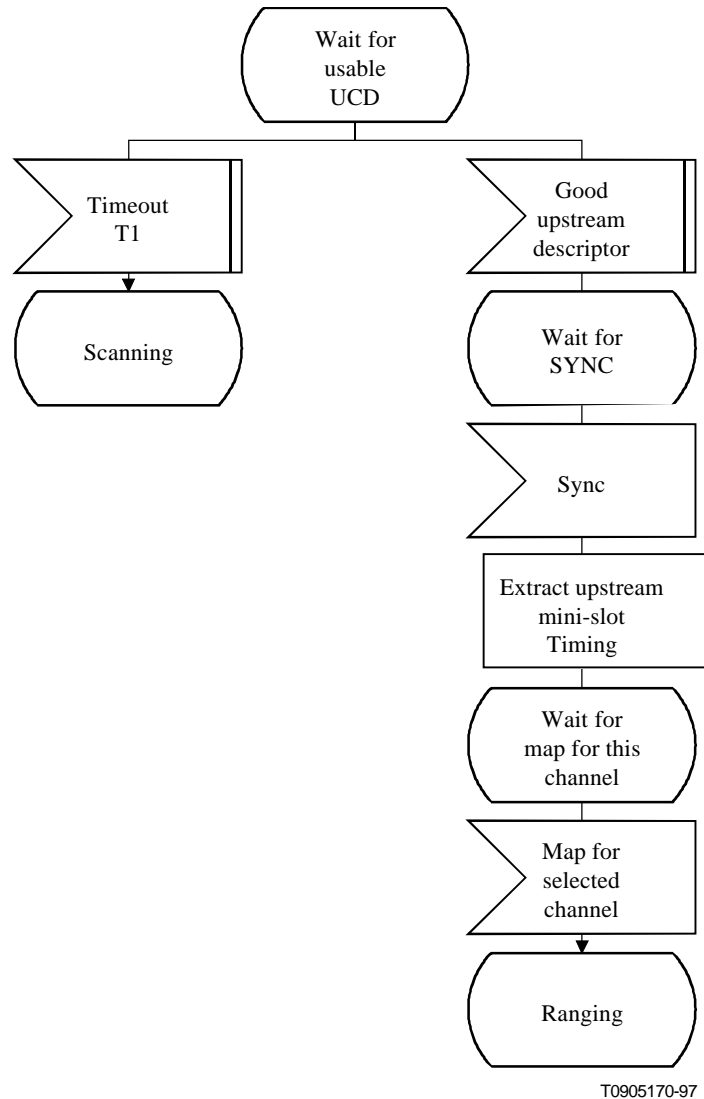 Wait for
usable
UCD
Timeout
T1
Good
upstream
descriptor
Scanning
Wait for
SYNC
Sync
Extract upstream
mini-slot
Timing
Wait for
map for this
channel
Map for
selected
channel
Ranging
T0905170-97